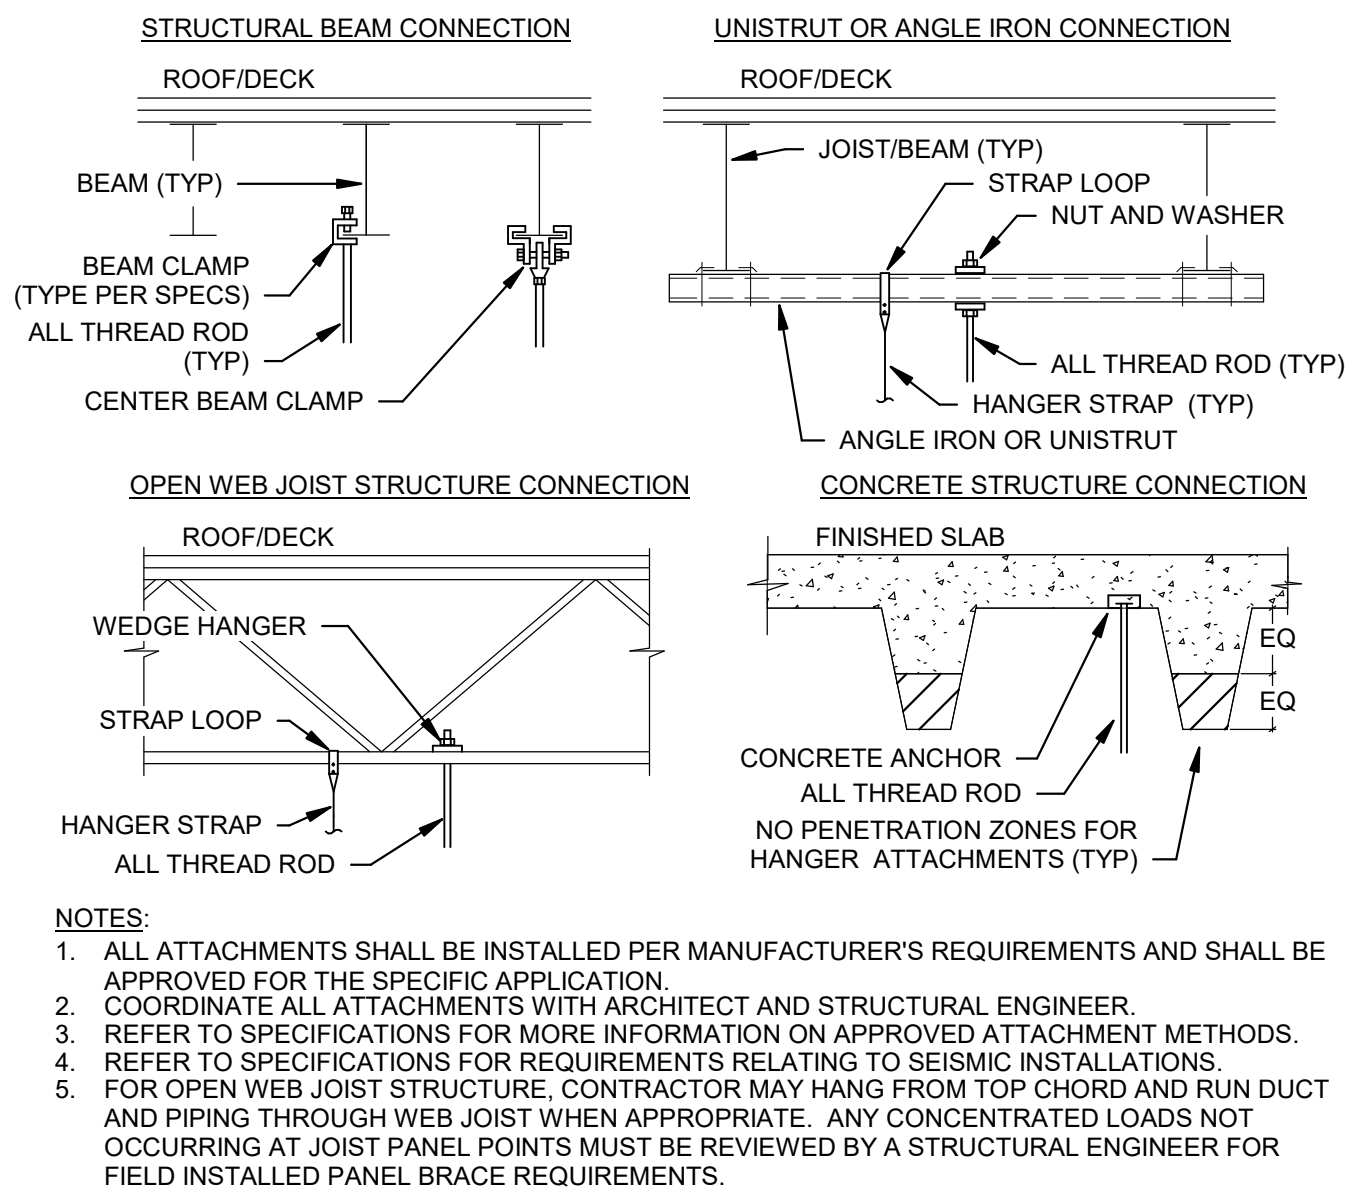 STRUCTURAL BEAM CONNECTION
ROOF/DECK
BEAM (TYP)
BEAM CLAMP
(TYPE PER SPECS)
ALL THREAD ROD
(TYP)
CENTER BEAM CLAMP
UNISTRUT OR ANGLE IRON CONNECTION
ROOF/DECK
JOIST/BEAM (TYP)
STRAP LOOP
NUT AND WASHER
ALL THREAD ROD (TYP)
HANGER STRAP (TYP)
ANGLE IRON OR UNISTRUT
OPEN WEB JOIST STRUCTURE CONNECTION
ROOF/DECK
WEDGE HANGER
STRAP LOOP
HANGER STRAP
ALL THREAD ROD
CONCRETE STRUCTURE CONNECTION
FINISHED SLAB
EQ
EQ
CONCRETE ANCHOR
ALL THREAD ROD
NO PENETRATION ZONES FOR
HANGER ATTACHMENTS (TYP)
NOTES:
1. ALL ATTACHMENTS SHALL BE INSTALLED PER MANUFACTURER'S REQUIREMENTS AND SHALL BE
APPROVED FOR THE SPECIFIC APPLICATION.
2. COORDINATE ALL ATTACHMENTS WITH ARCHITECT AND STRUCTURAL ENGINEER.
3. REFER TO SPECIFICATIONS FOR MORE INFORMATION ON APPROVED ATTACHMENT METHODS.
4. REFER TO SPECIFICATIONS FOR REQUIREMENTS RELATING TO SEISMIC INSTALLATIONS.
5. FOR OPEN WEB JOIST STRUCTURE, CONTRACTOR MAY HANG FROM TOP CHORD AND RUN DUCT
AND PIPING THROUGH WEB JOIST WHEN APPROPRIATE. ANY CONCENTRATED LOADS NOT
OCCURRING AT JOIST PANEL POINTS MUST BE REVIEWED BY A STRUCTURAL ENGINEER FOR
FIELD INSTALLED PANEL BRACE REQUIREMENTS.